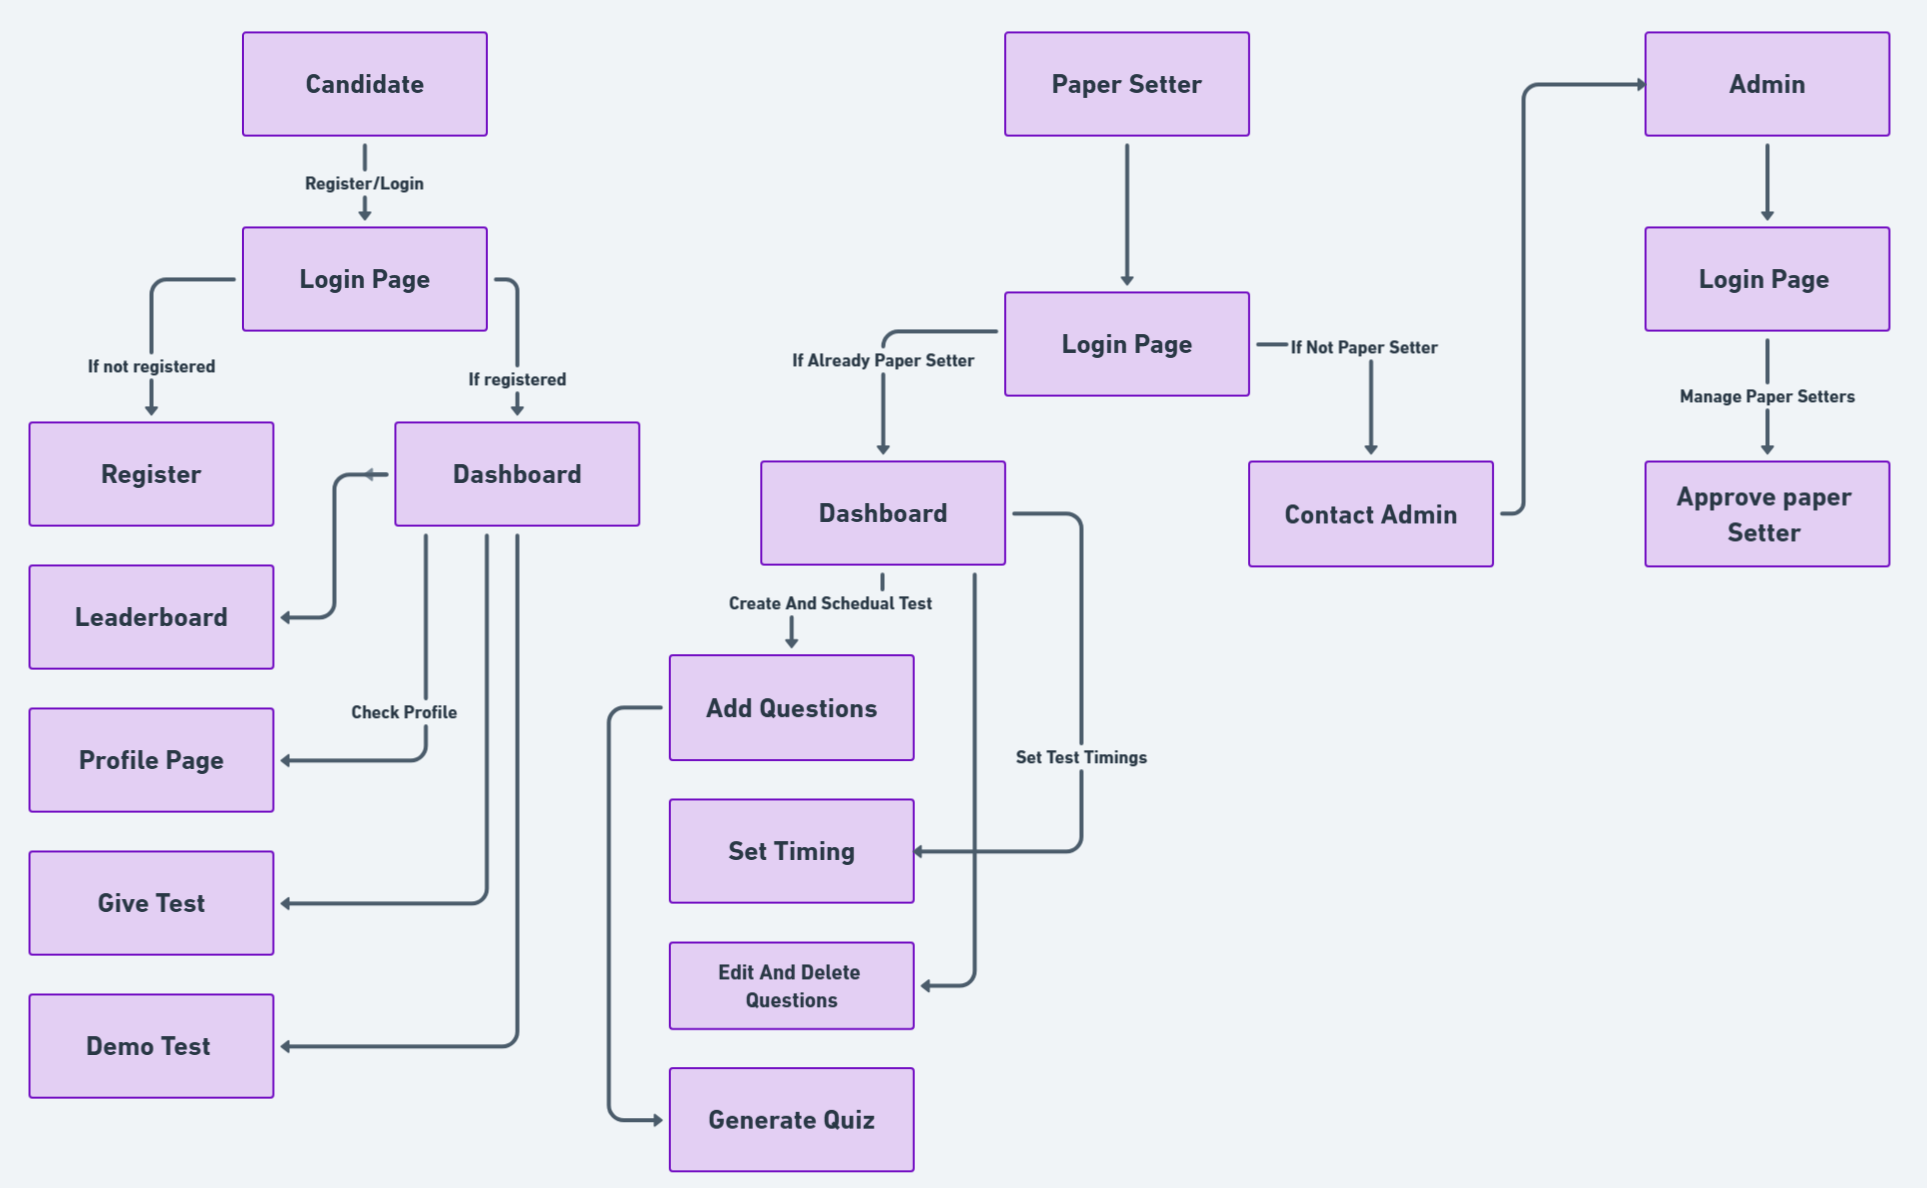 Candidate
Paper Setter
Admin
Register/Login
Login Page
Login Page
Login Page
If not registered
If registered
If Already Paper Setter
If Not Paper Setter
Manage Paper Setters
Register
Dashboard
Dashboard
Contact Admin
Approve paper
Setter
Leaderboard
Create And Schedual Test
Check Profile
Add Questions
Profile Page
Set Test Timings
Set Timing
Give Test
Edit And Delete
Questions
Demo Test
Generate Quiz